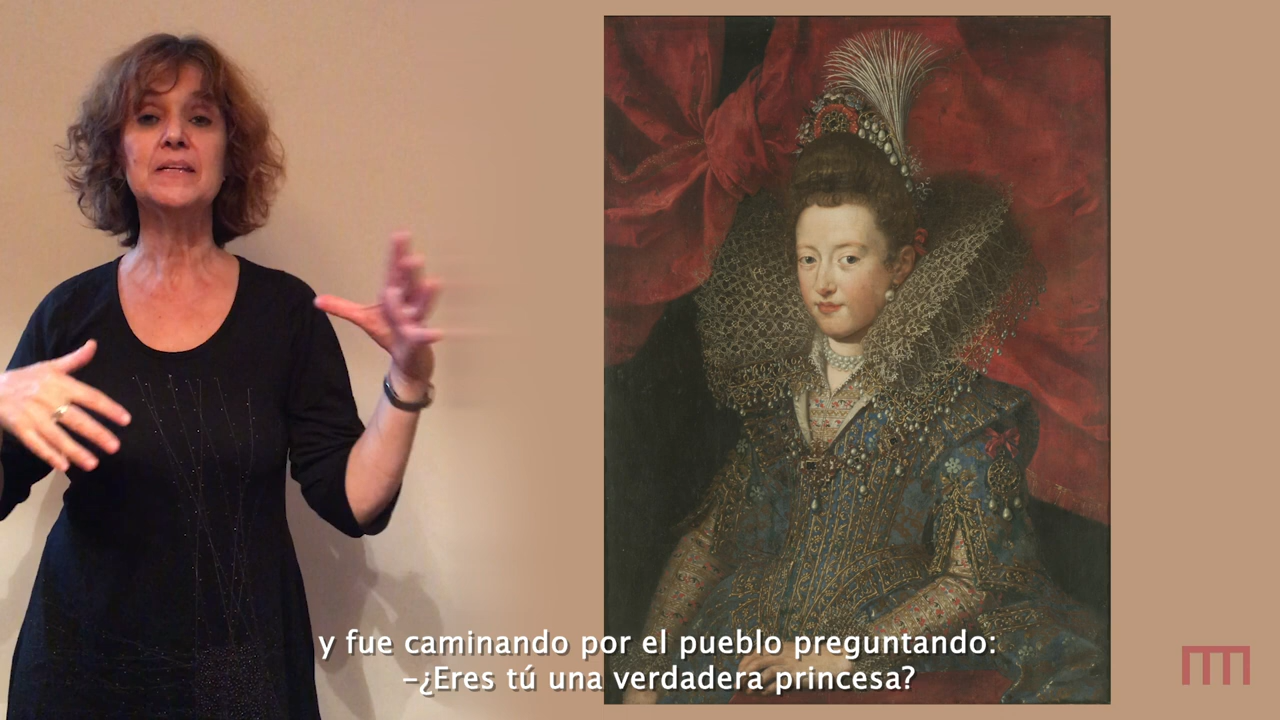 y fue caminando por el pueblo preguntando:
–¿Eres tú una verdadera princesa?